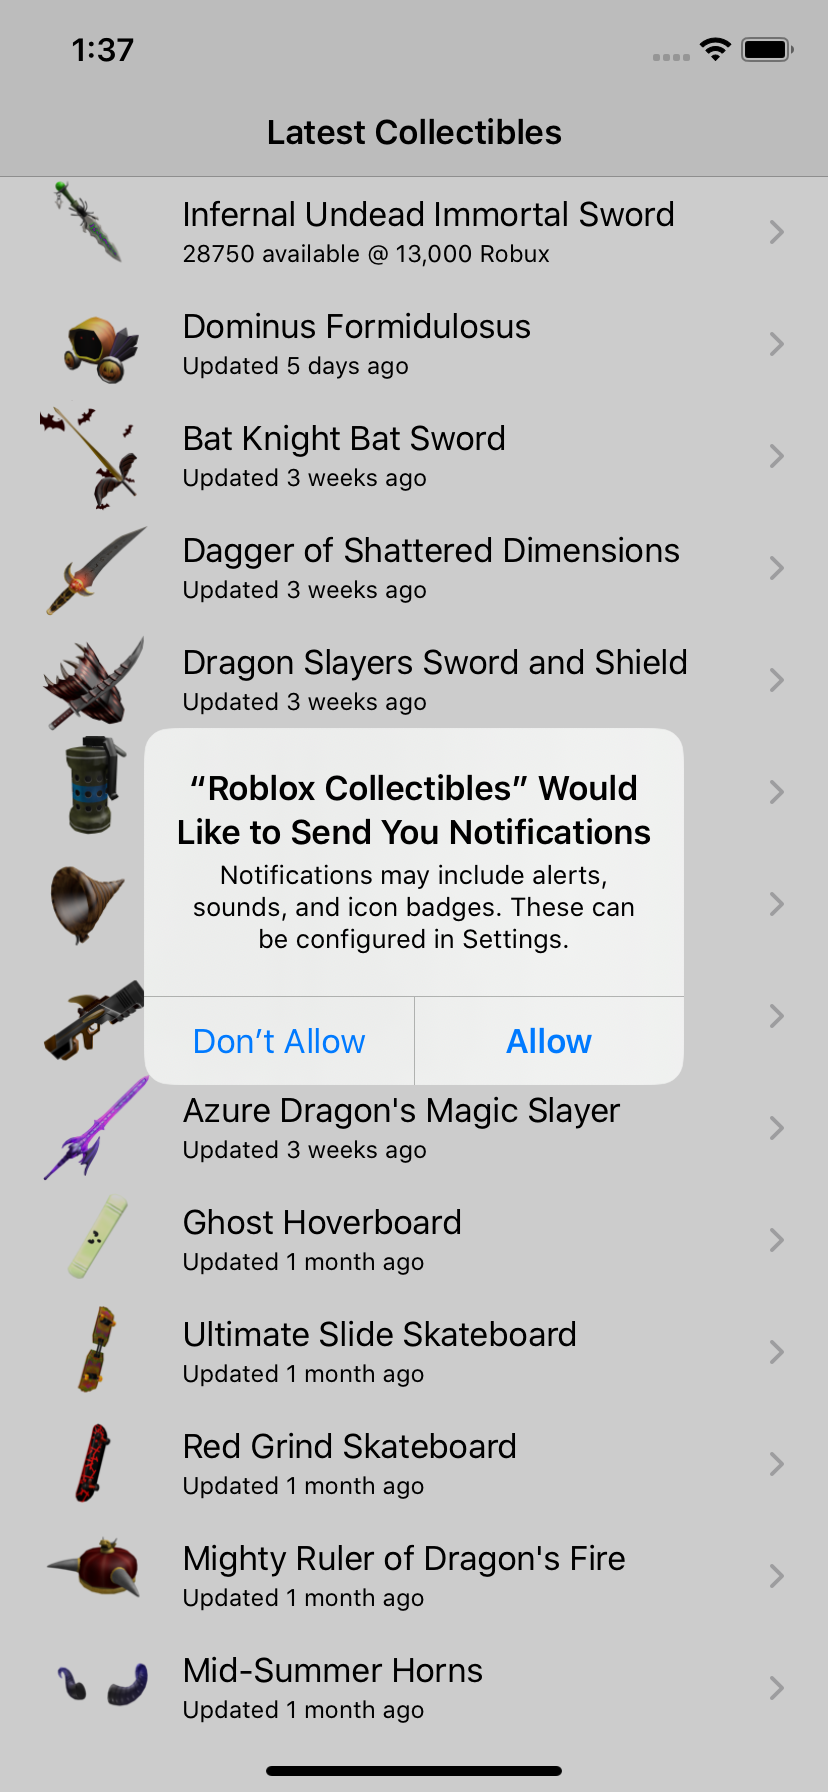 1:37
Latest Collectibles
Infernal Undead Immortal Sword
28750 available @ 13,000 Robux
Dominus Formidulosus
Updated 5 days ago
Bat Knight Bat Sword
Updated 3 weeks ago
Dagger of Shattered Dimensions
Updated 3 weeks ago
Dragon Slayers Sword and Shield
Updated 3 weeks ago
“Roblox Collectibles” Would
Like to Send You Notifications
Notifications may include alerts,
sounds, and icon badges. These can
be configured in Settings.
Don’t Allow
Allow
Azure Dragon's Magic Slayer
Updated 3 weeks ago
Ghost Hoverboard
Updated 1 month ago
Ultimate Slide Skateboard
Updated 1 month ago
Red Grind Skateboard
Updated 1 month ago
Mighty Ruler of Dragon's Fire
Updated 1 month ago
Mid-Summer Horns
Updated 1 month ago